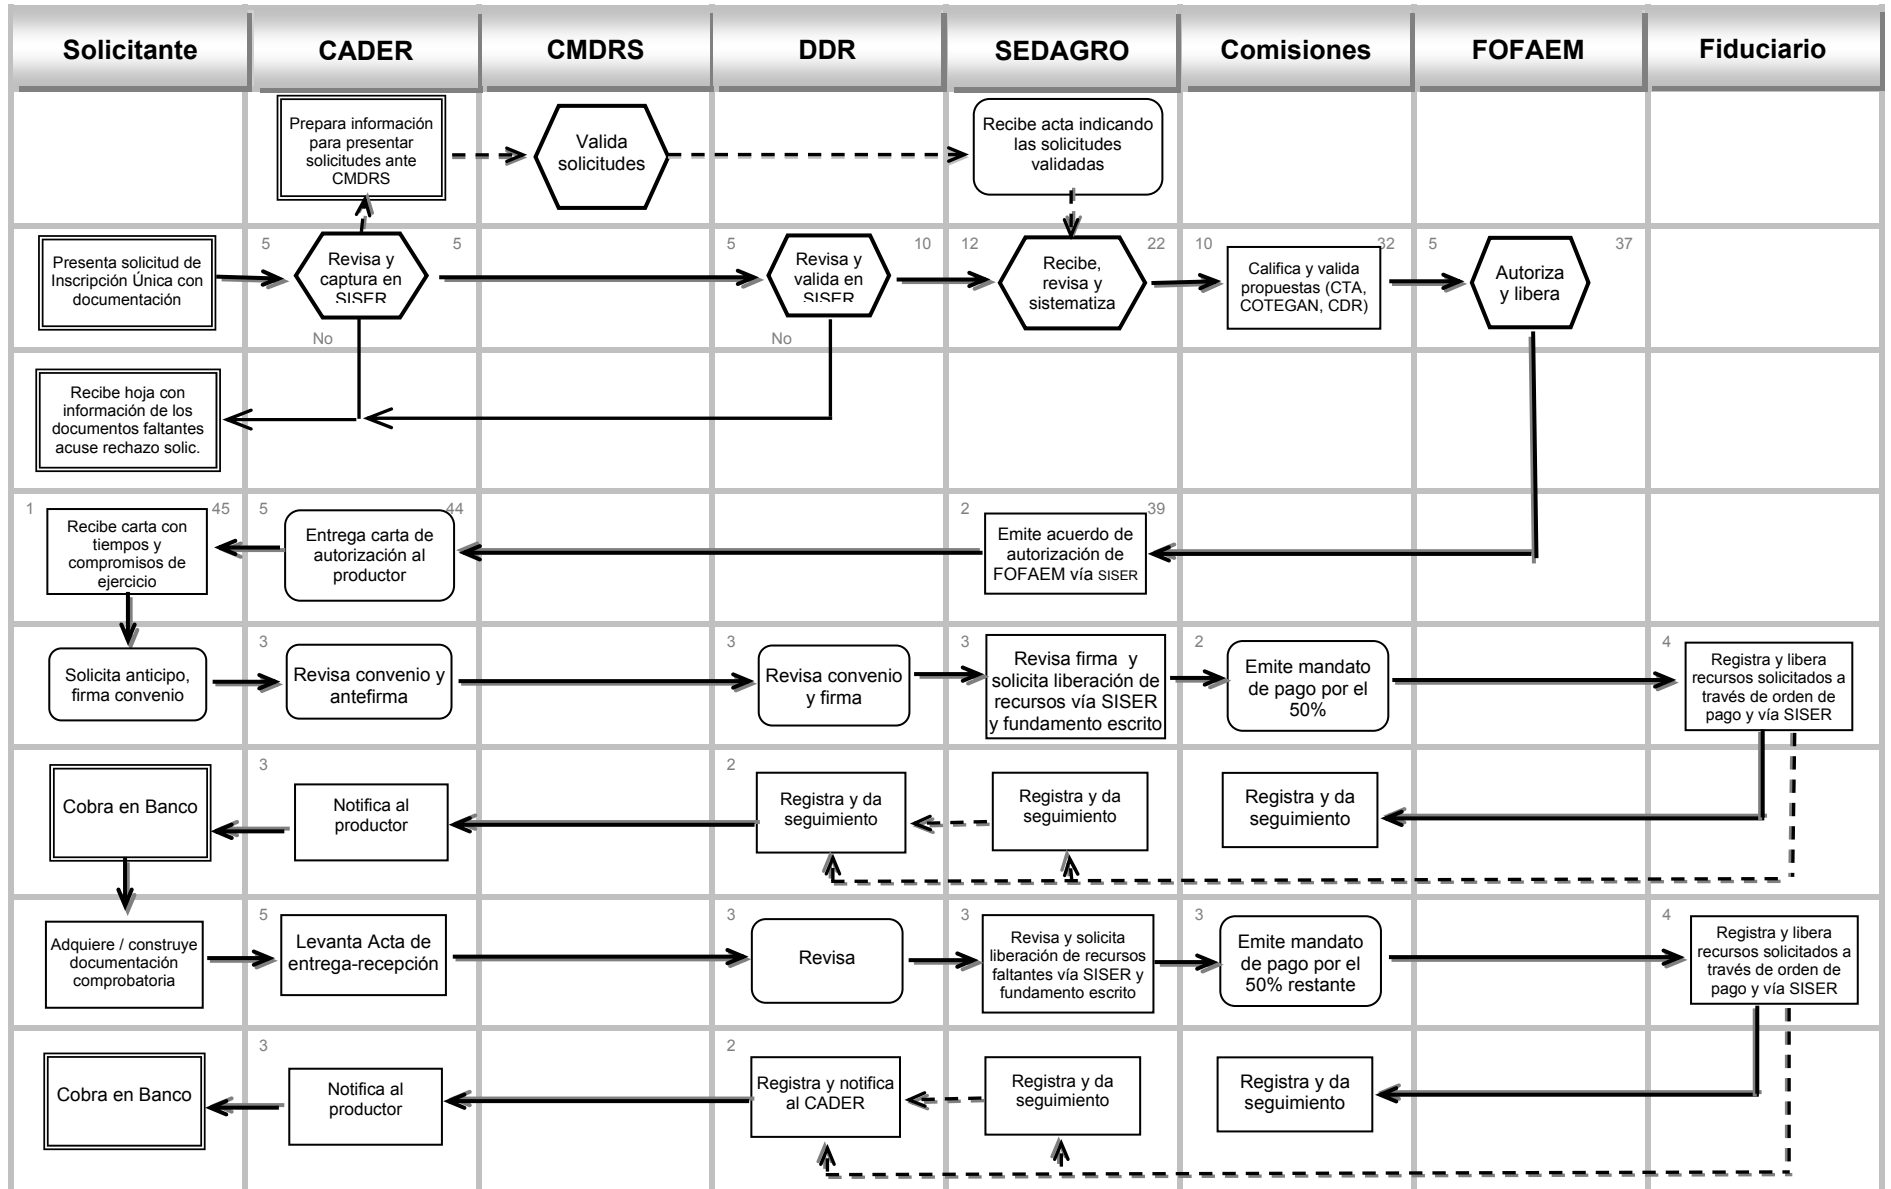 Solicitante
CADER
CMDRS
DDR
SEDAGRO
Comisiones
FOFAEM
Fiduciario
Prepara información
para presentar
solicitudes ante
CMDRS
Valida
solicitudes
Recibe acta indicando
las solicitudes
validadas
Presenta solicitud de
Inscripción Única con
documentación
5
5
Revisa y
captura en
SISER
No
5
10
Revisa y
valida en
SISER
No
12
22
Recibe,
revisa y
sistematiza
10
32
Califica y valida
propuestas (CTA,
COTEGAN, CDR)
5
37
Autoriza
y libera
Recibe hoja con
información de los
documentos faltantes
acuse rechazo solic.
1
45
Recibe carta con
tiempos y
compromisos de
ejercicio
5
44
Entrega carta de
autorización al
productor
2
39
Emite acuerdo de
autorización de
FOFAEM vía SISER
Solicita anticipo,
firma convenio
3
Revisa convenio y
antefirma
3
Revisa convenio
y firma
3
Revisa firma y
solicita liberación de
recursos vía SISER
y fundamento escrito
2
Emite mandato
de pago por el
50%
4
Registra y libera
recursos solicitados a
través de orden de
pago y vía SISER
Cobra en Banco
3
Notifica al
productor
2
Registra y da
seguimiento
Registra y da
seguimiento
Registra y da
seguimiento
Adquiere / construye
documentación
comprobatoria
5
Levanta Acta de
entrega-recepción
3
Revisa
3
Revisa y solicita
liberación de recursos
faltantes vía SISER y
fundamento escrito
3
Emite mandato
de pago por el
50% restante
4
Registra y libera
recursos solicitados a
través de orden de
pago y vía SISER
Cobra en Banco
3
Notifica al
productor
2
Registra y notifica
al CADER
Registra y da
seguimiento
Registra y da
seguimiento